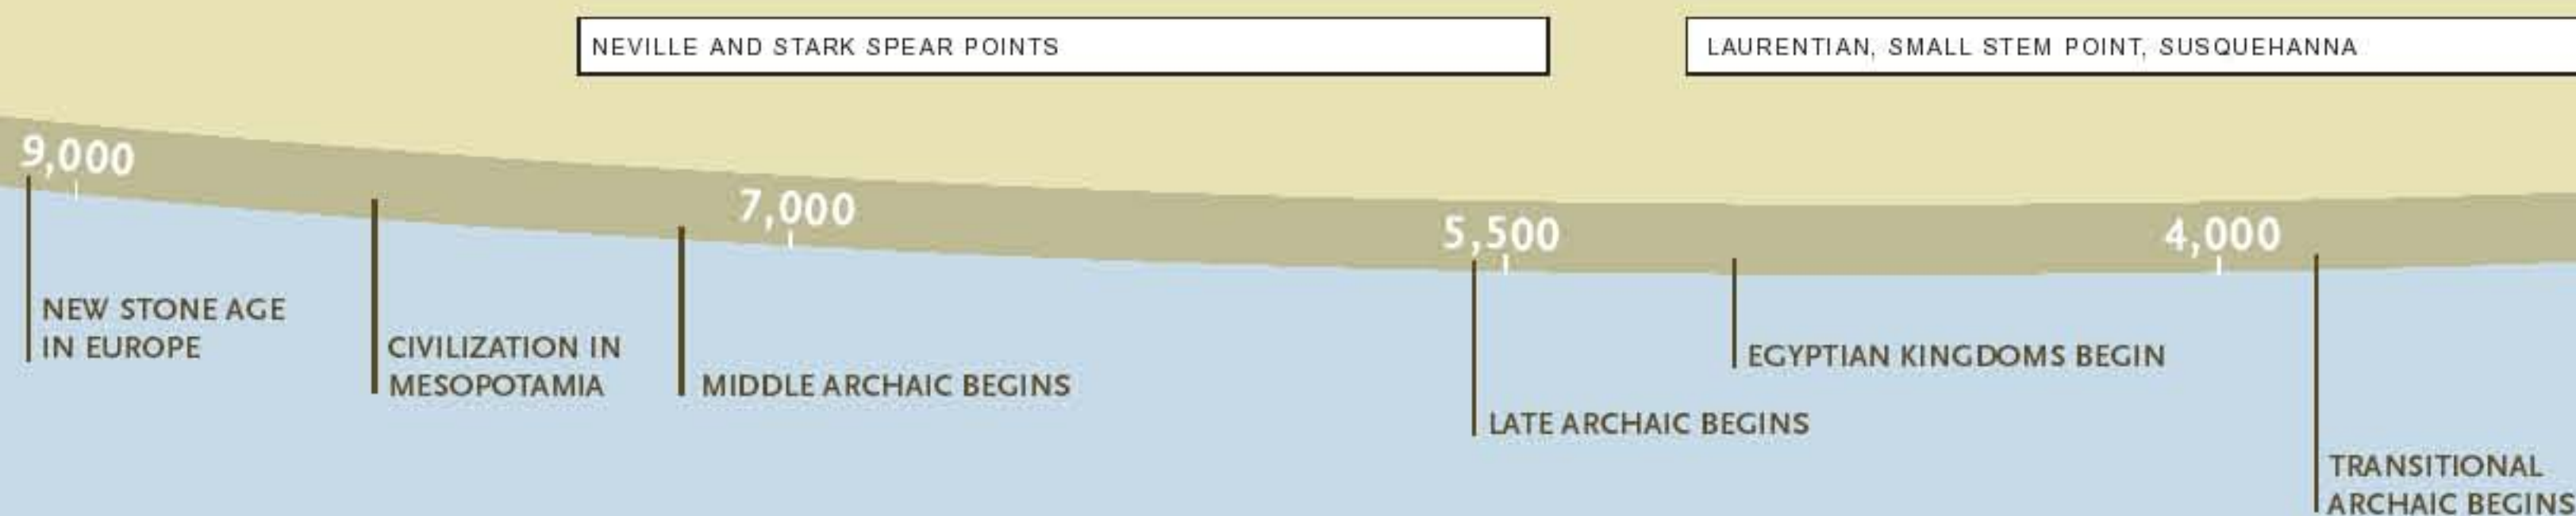 NEVILLE AND STARK SPEAR POINTS
LAURENTIAN, SMALL STEM POINT, SUSQUEHANNA
9,000
7,000
5,500
4,000
NEW STONE AGE
IN EUROPE
CIVILIZATION IN
MESOPOTAMIA
MIDDLE ARCHAIC BEGINS
LATE ARCHAIC BEGINS
EGYPTIAN KINGDOMS BEGIN
TRANSITIONAL
ARCHAIC BEGINS